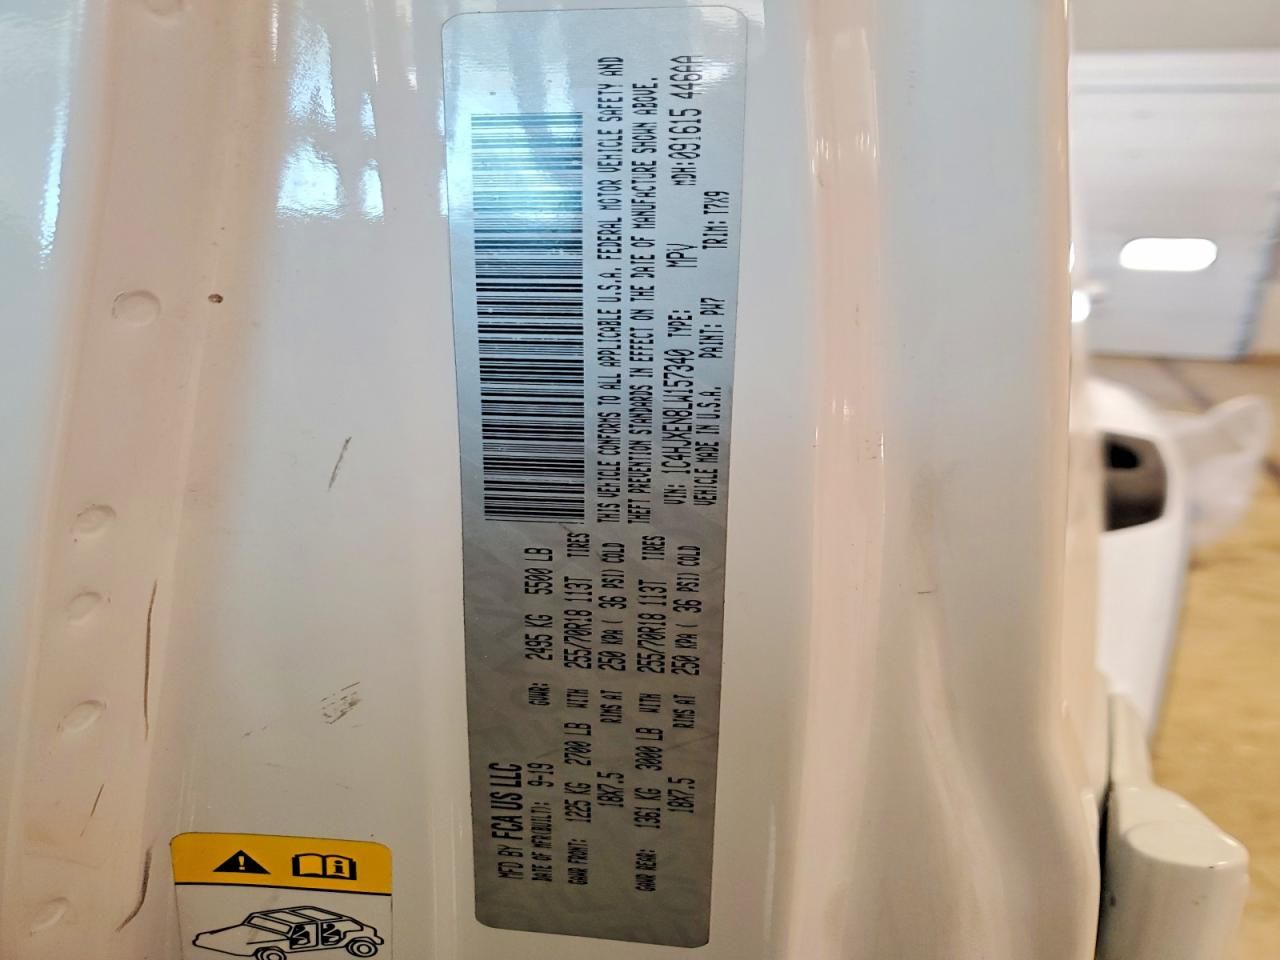 MFD BY FCA US LLC
DATE OF MFR(BUILT): 9-19 GVWR: 2495 KG 5500 LB
GAWR FRONT: 1225 KG 2700 LB WITH 255/70R18 113T TIRES
18X7.5 RIMS AT 250 KPA ( 36 PSI) COLD
GAWR REAR: 1361 KG 3000 LB WITH 255/70R18 113T TIRES
18X7.5 RIMS AT 250 KPA ( 36 PSI) COLD
THIS VEHICLE CONFORMS TO ALL APPLICABLE U.S.A. FEDERAL MOTOR VEHICLE SAFETY AND
THEFT PREVENTION STANDARDS IN EFFECT ON THE DATE OF MANUFACTURE SHOWN ABOVE.
VIN: 1C4HJXEN8LW157340 TYPE: MPV MDH:091615 446AA
VEHICLE MADE IN U.S.A. PAINT: PW7 TRIM: T7X9